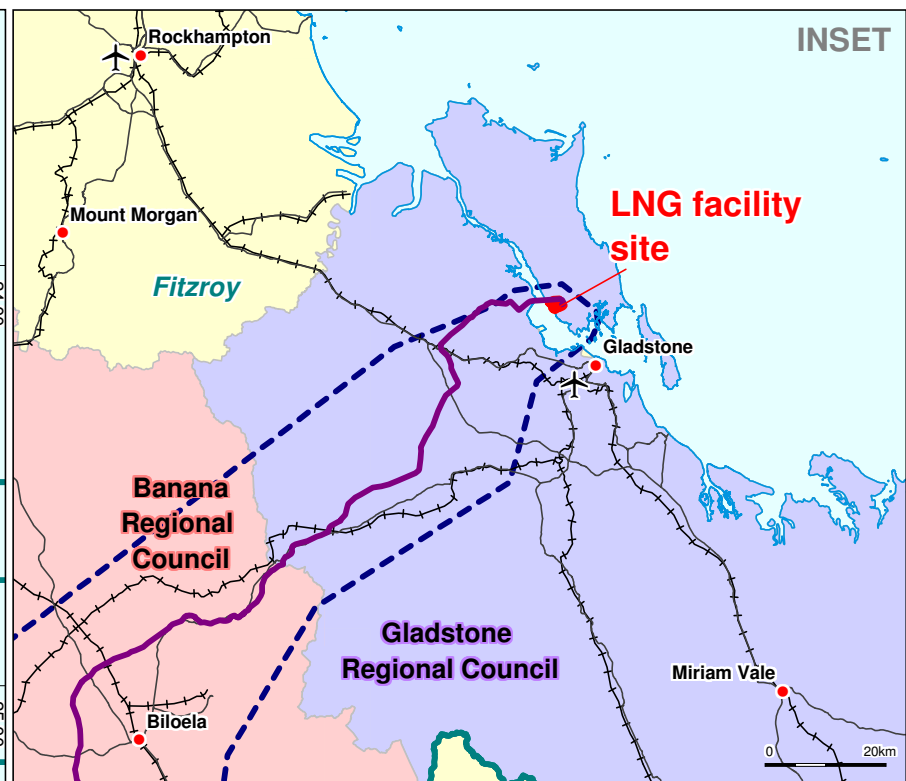 Rockhampton
INSET
LNG facility
site
Mount Morgan
Fitzroy
Gladstone
Banana
Regional
Council
Gladstone
Regional Council
Miriam Vale
Biloela
0 20km